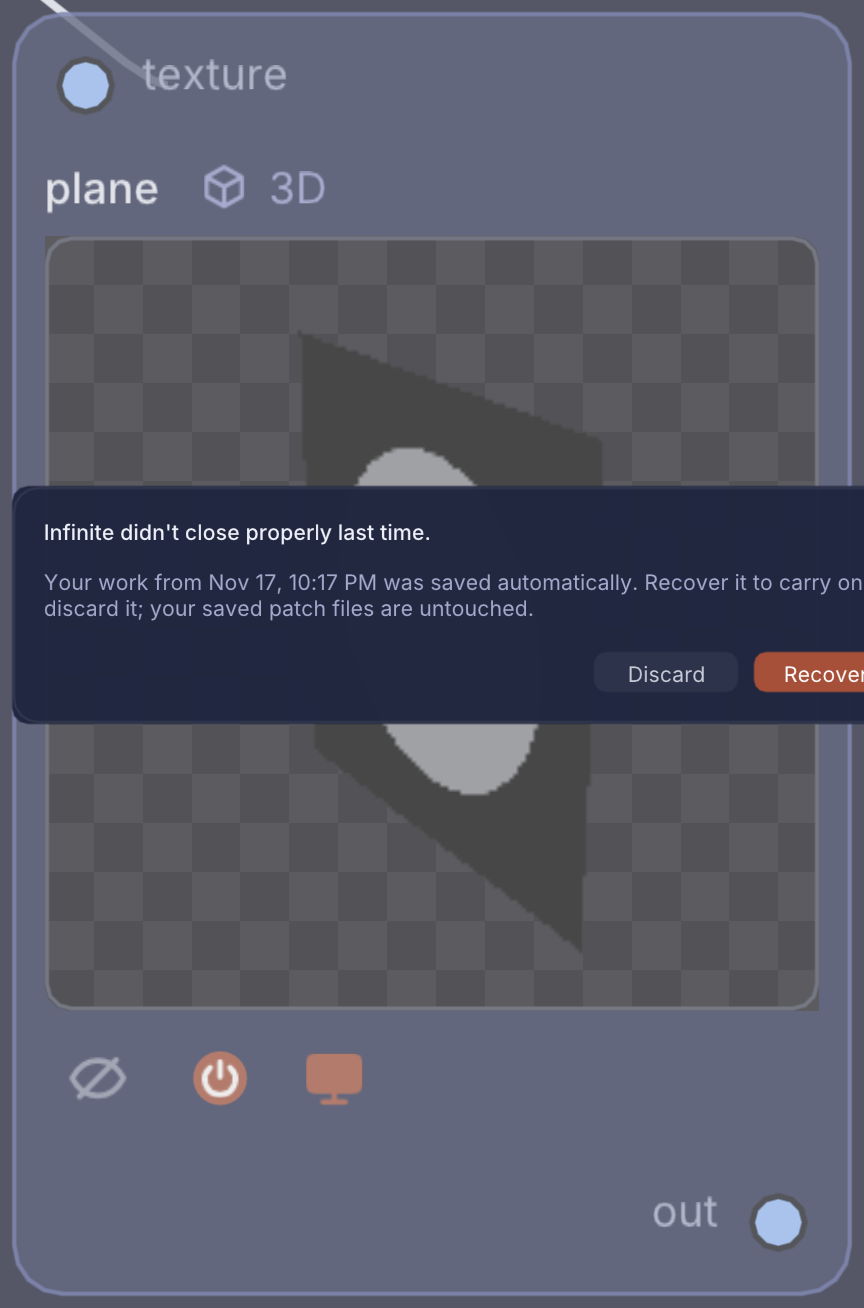 texture
plane 3D
Infinite didn't close properly last time.
Your work from Nov 17, 10:17 PM was saved automatically. Recover it to carry on
discard it; your saved patch files are untouched.
Discard Recover
out